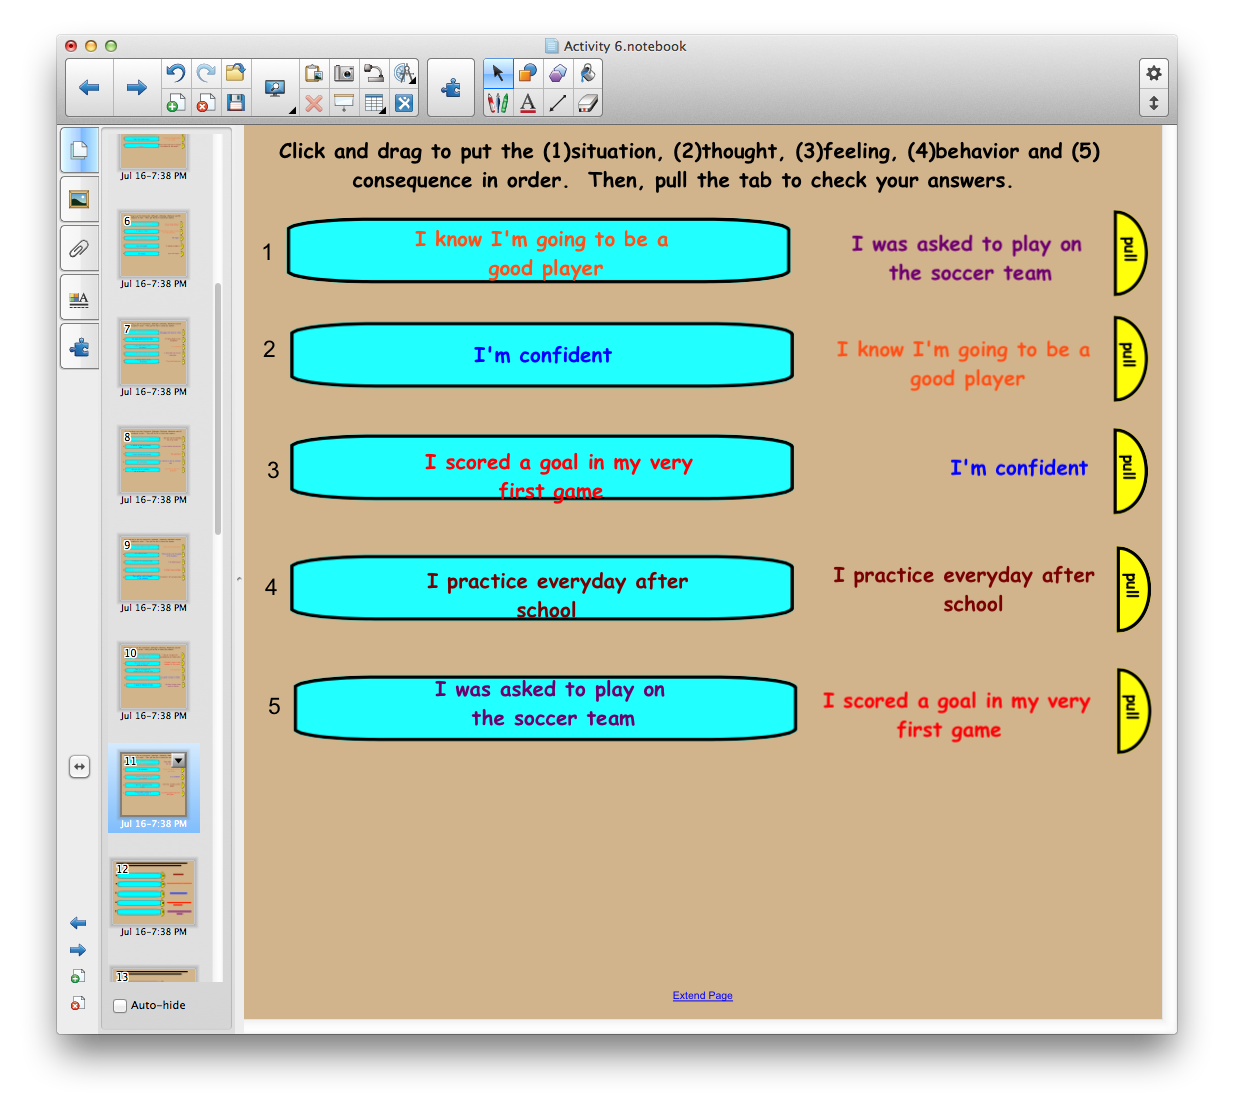 Activity 6.notebook
Jul 16-7:38 PM
6
Jul 16-7:38 PM
7
Jul 16-7:38 PM
8
Jul 16-7:38 PM
9
Jul 16-7:38 PM
10
Jul 16-7:38 PM
11
Jul 16-7:38 PM
12
Jul 16-7:38 PM
13
Auto-hide
Click and drag to put the (1)situation, (2)thought, (3)feeling, (4)behavior and (5)
consequence in order. Then, pull the tab to check your answers.
1
I know I'm going to be a
good player
I was asked to play on
the soccer team
pull
2
I'm confident
I know I'm going to be a
good player
pull
3
I scored a goal in my very
first game
I'm confident
pull
4
I practice everyday after
school
I practice everyday after
school
pull
5
I was asked to play on
the soccer team
I scored a goal in my very
first game
pull
Extend Page